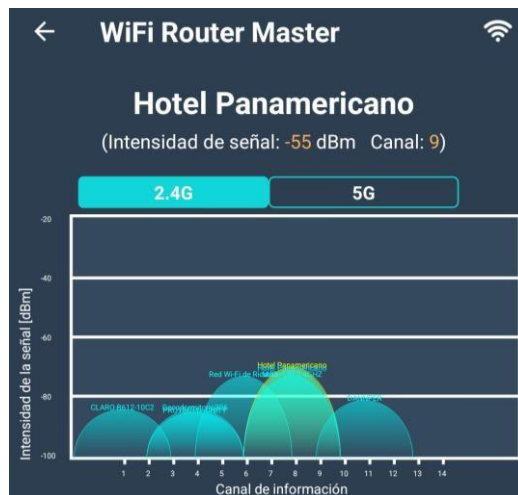 WiFi Router Master
Hotel Panamericano
(Intensidad de señal: -55 dBm Canal: 9)
2.4G
5G
-20
-40
-60
-80
-100
Intensidad de la señal [dBm]
Hotel Panamericano
Red Wi-Fi de
CLARO B612-10C2
1 2 3 4 5 6 7 8 9 10 11 12 13 14
Canal de información